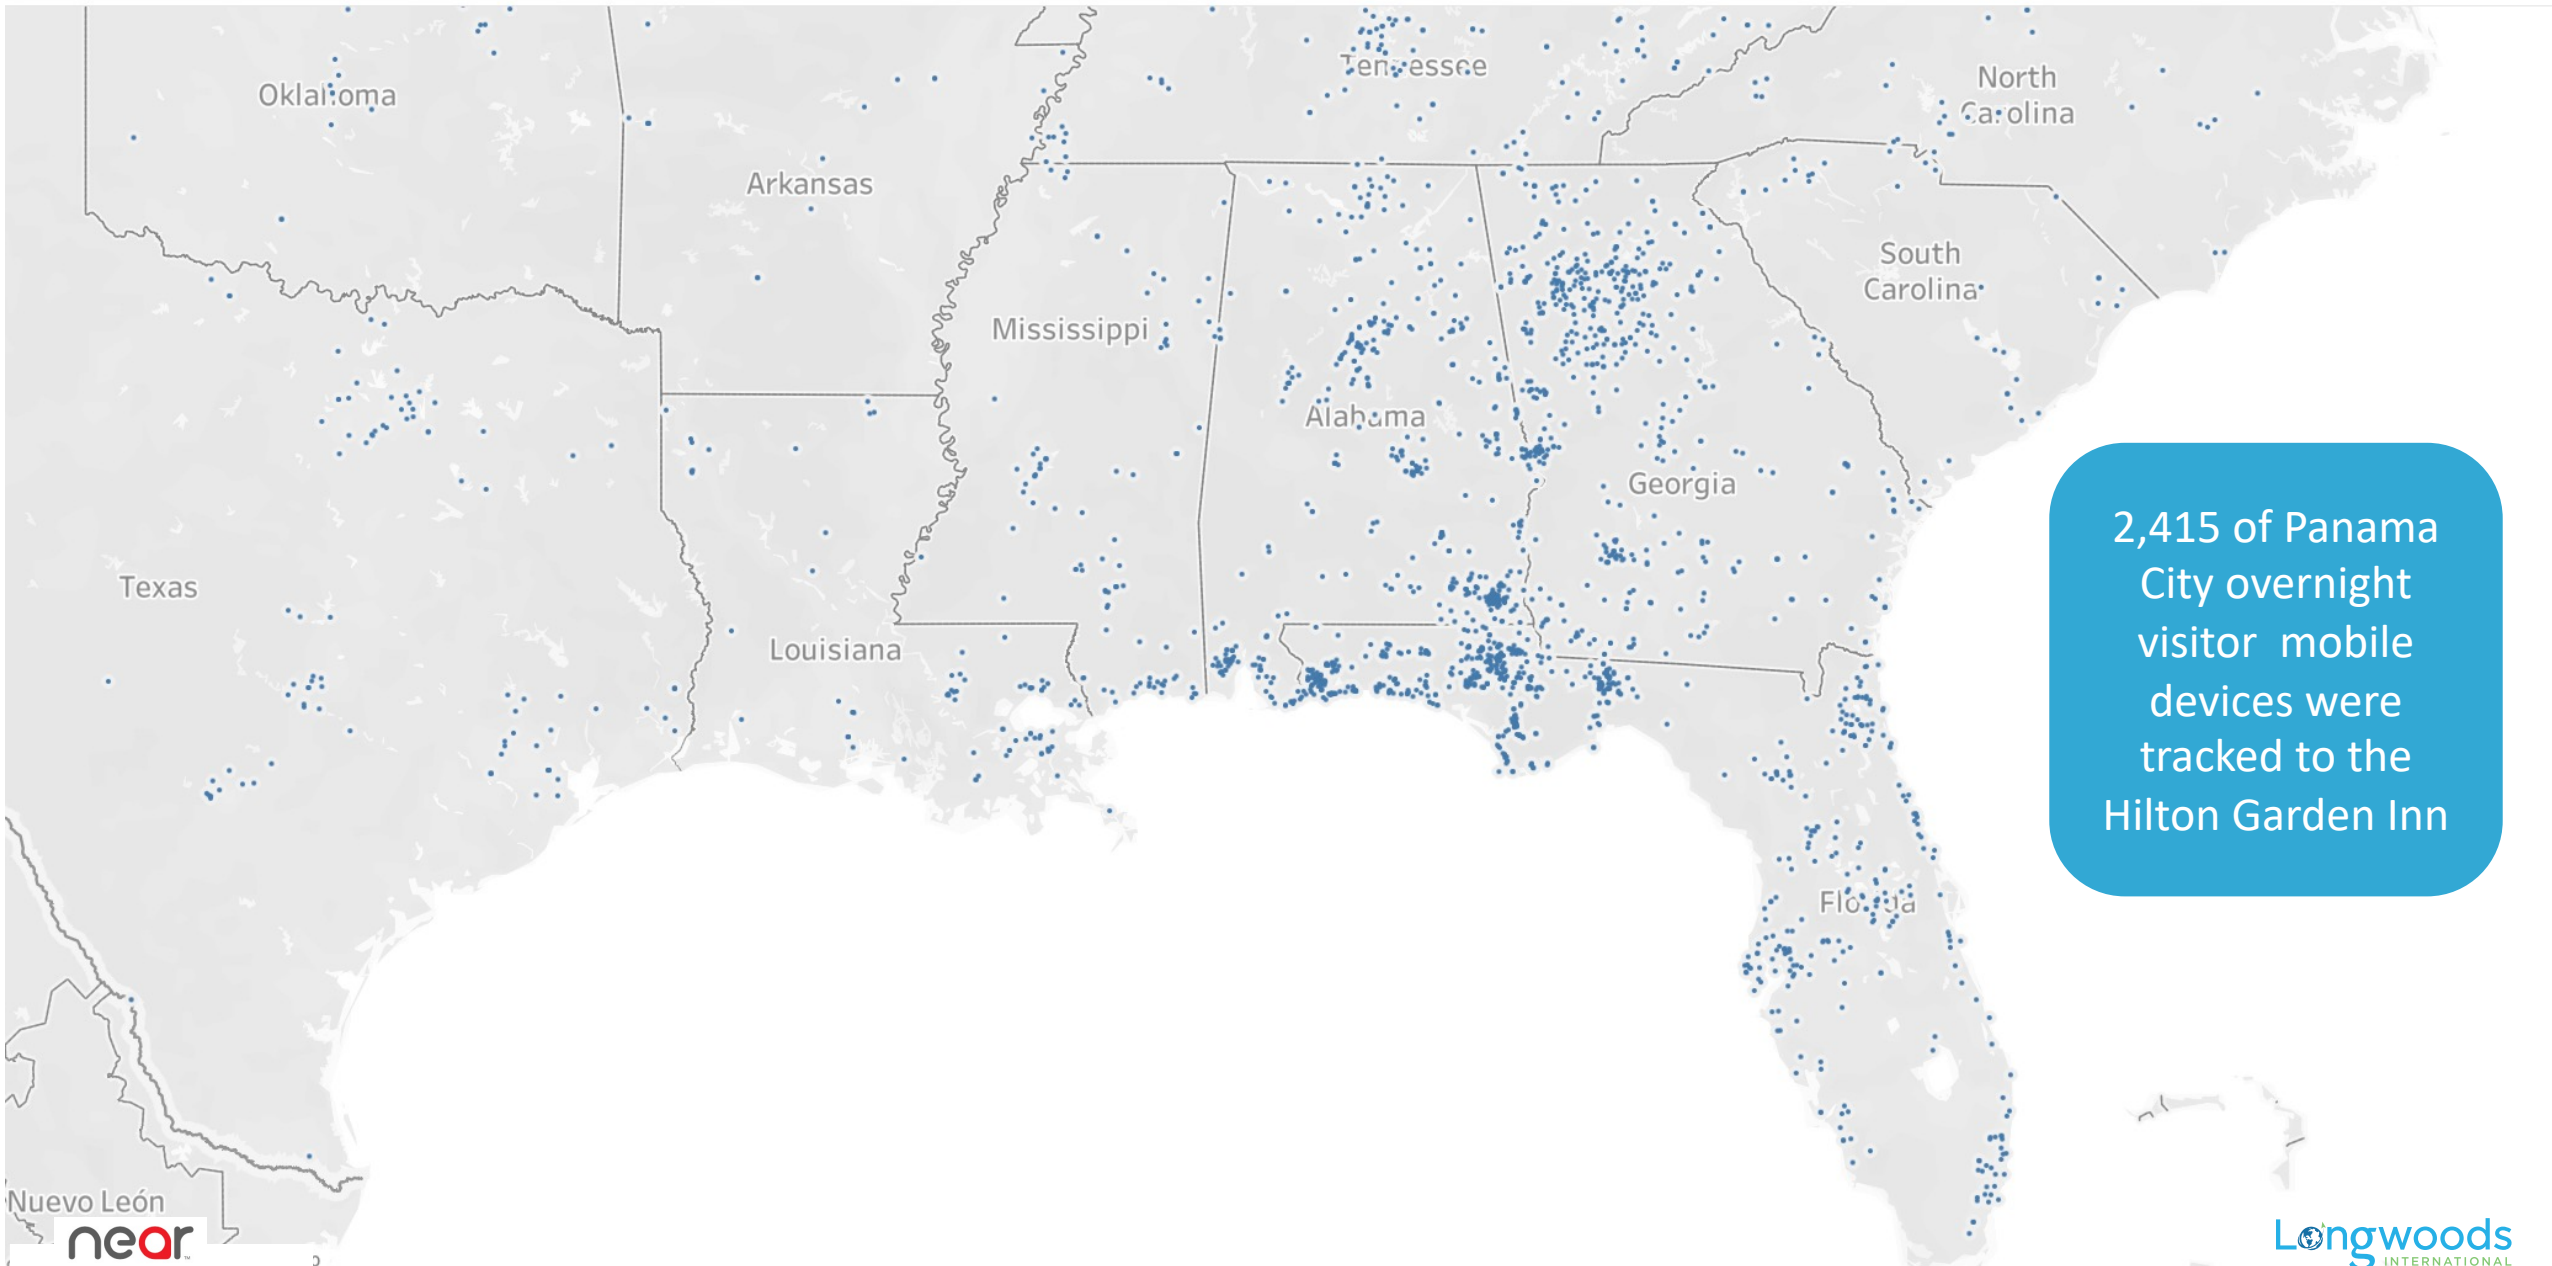 Tennessee
North
Carolina
Oklahoma
Arkansas
South
Carolina
Mississippi
Alabama
Georgia
2,415 of Panama
City overnight
visitor mobile
devices were
tracked to the
Hilton Garden Inn
Texas
Louisiana
Florida
Nuevo León
near
Longwoods
INTERNATIONAL